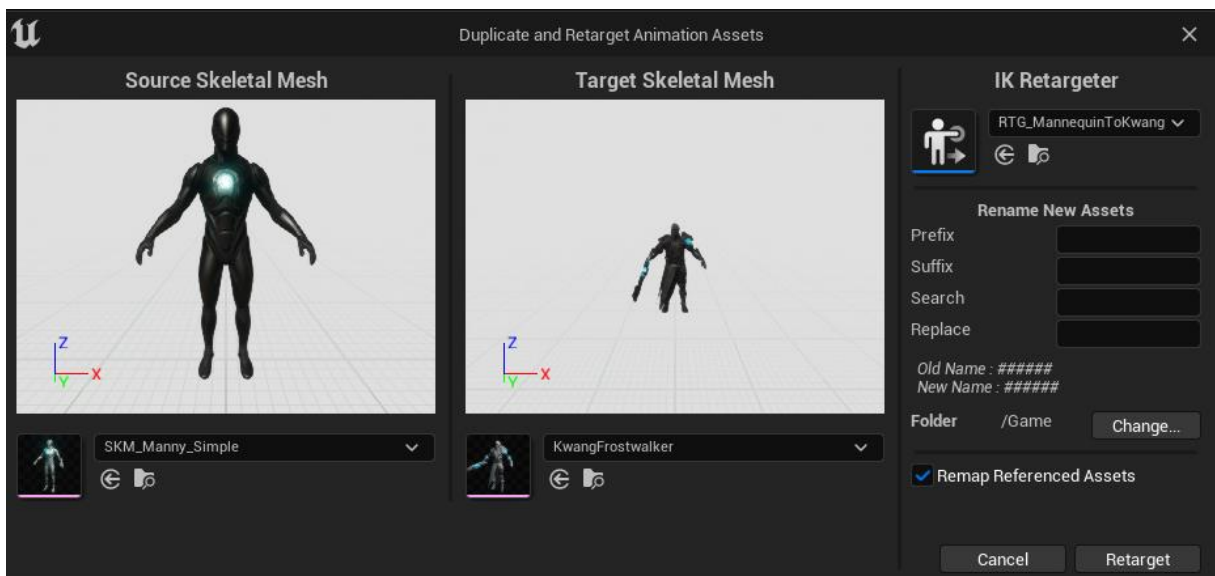 Duplicate and Retarget Animation Assets
Source Skeletal Mesh
Z
X
Y
SKM_Manny_Simple
Target Skeletal Mesh
Z
X
Y
KwangFrostwalker
IK Retargeter
RTG_MannequinToKwang
Rename New Assets
Prefix
Suffix
Search
Replace
Old Name : ######
New Name : ######
Folder /Game Change...
Remap Referenced Assets
Cancel Retarget